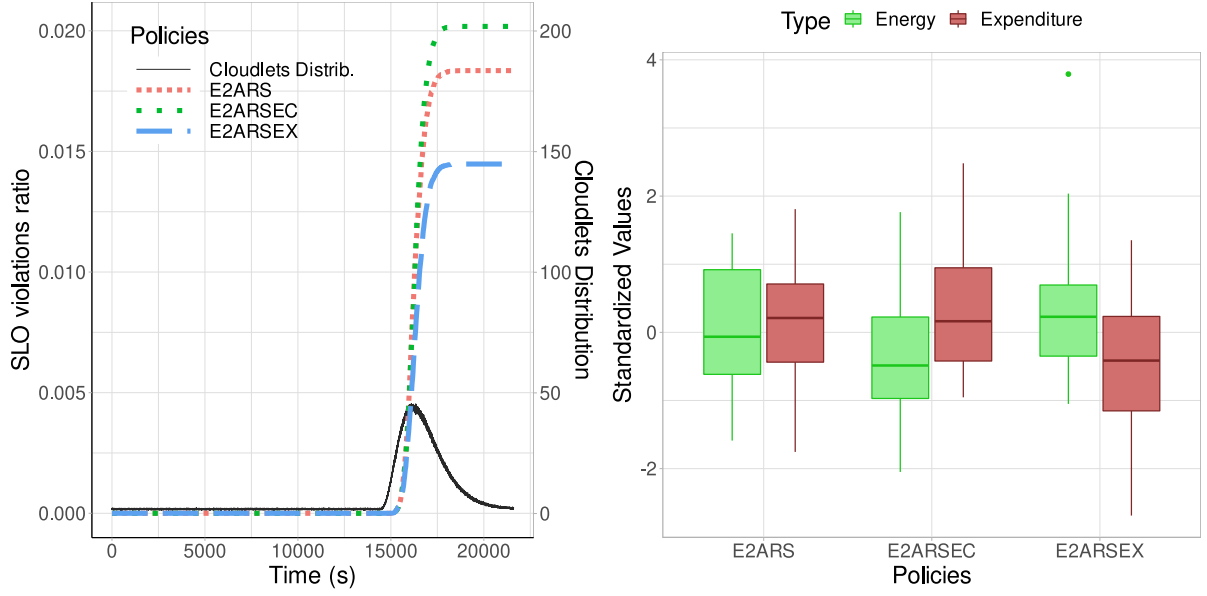 Policies
Cloudlets Distrib.
E2ARS
E2ARSEC
E2ARSEX
SLO violations ratio
0.020
0.015
0.010
0.005
0.000
200
150
100
50
0
Cloudlets Distribution
0 5000 10000 15000 20000
Time (s)
Type Energy Expenditure
Standardized Values
4
2
0
-2
E2ARS E2ARSEC E2ARSEX
Policies